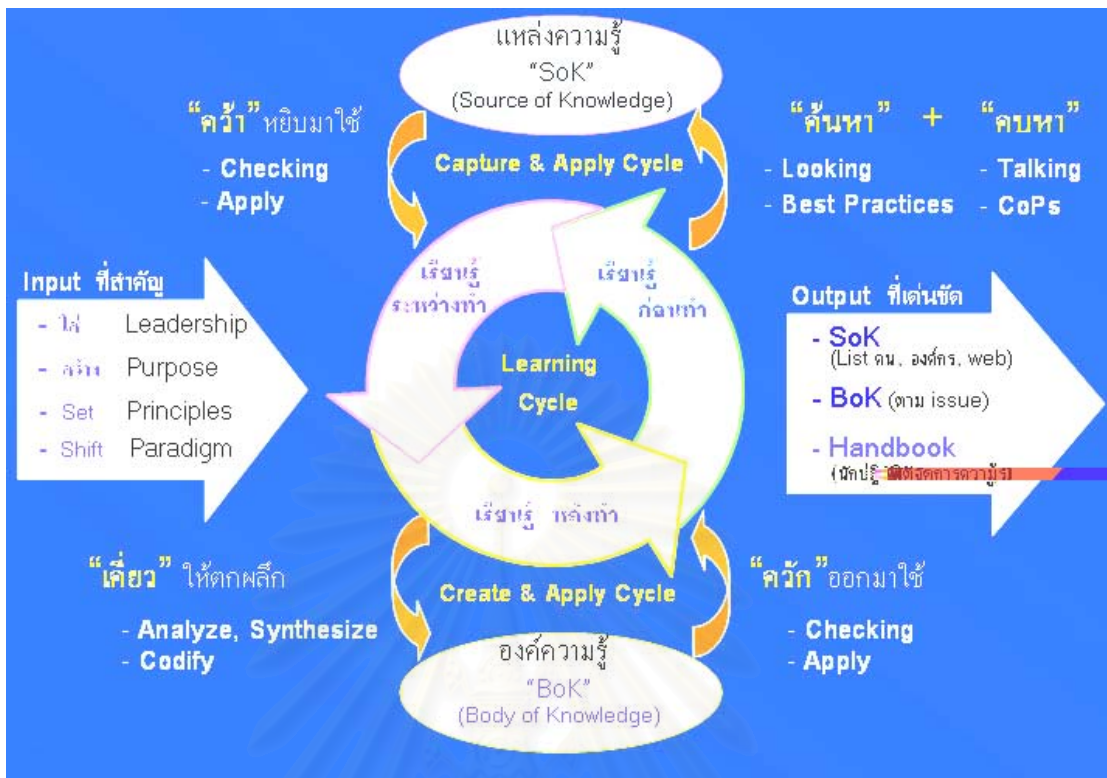 แหล่งความรู้
“SoK”
(Source of Knowledge)
“คว้า” หยิบมาใช้
- Checking
- Apply
Capture & Apply Cycle
“ค้นหา” + “คบหา”
- Looking
- Best Practices
- Talking
- CoPs
Input ที่สำคัญ
- ใส่ Leadership
- สร้าง Purpose
- Set Principles
- Shift Paradigm
เรียนรู้
ระหว่างทำ
เรียนรู้
ก่อนทำ
Learning
Cycle
เรียนรู้ หลังทำ
Output ที่เด่นชัด
- SoK
(List คน, องค์กร, web)
- BoK (ตาม issue)
- Handbook
“เคี่ยว” ให้ตกผลึก
- Analyze, Synthesize
- Codify
Create & Apply Cycle
“ควัก” ออกมาใช้
- Checking
- Apply
องค์ความรู้
“BoK”
(Body of Knowledge)